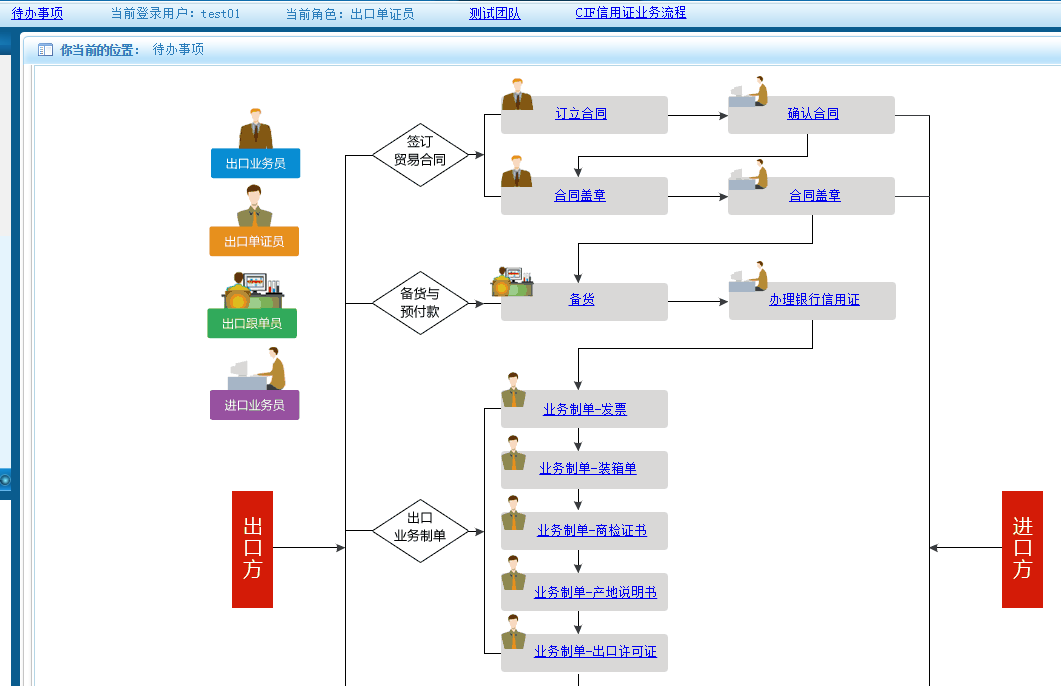 待办事项 当前登录用户：test01 当前角色：出口单证员 测试团队 CIF信用证业务流程
你当前的位置： 待办事项
出口业务员
出口单证员
出口跟单员
进口业务员
签订
贸易合同
订立合同
确认合同
合同盖章
合同盖章
备货与
预付款
备货
办理银行信用证
出口
业务制单
业务制单-发票
业务制单-装箱单
业务制单-商检证书
业务制单-产地说明书
业务制单-出口许可证
出口方
进口方